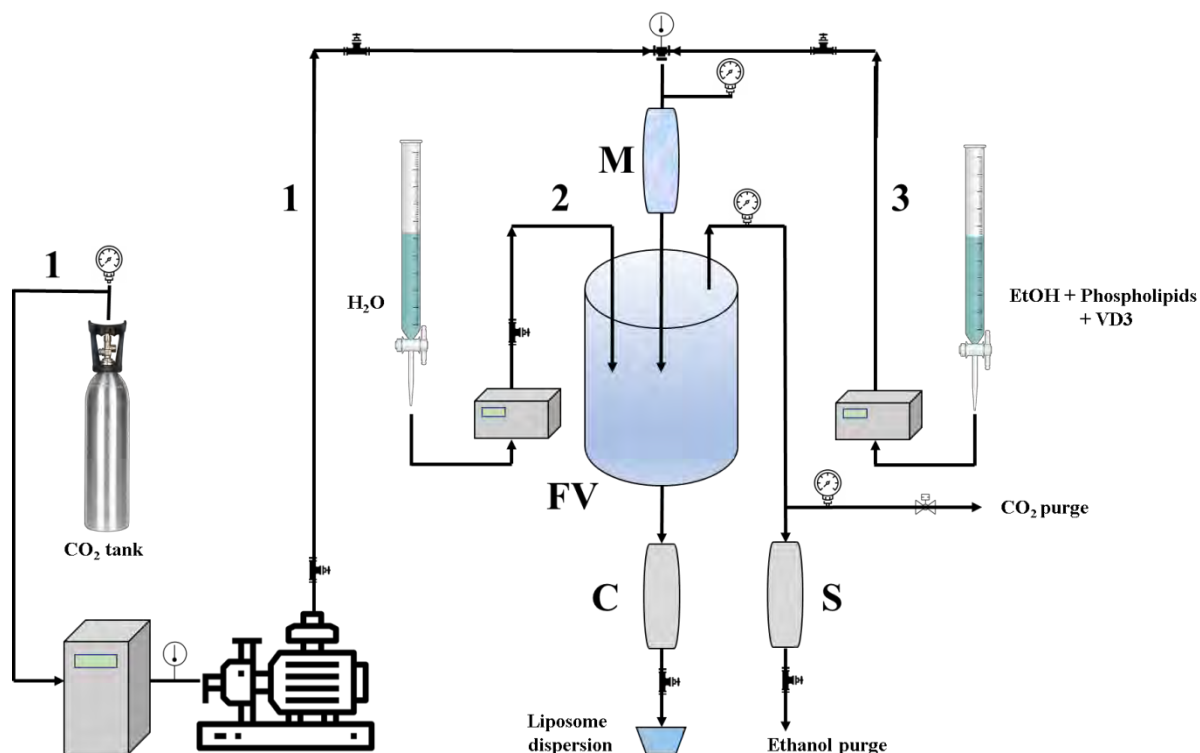 M
1
2
3
1
H₂O
EtOH + Phospholipids
+ VD3
FV
CO₂ purge
CO₂ tank
C
S
Liposome
dispersion
Ethanol purge